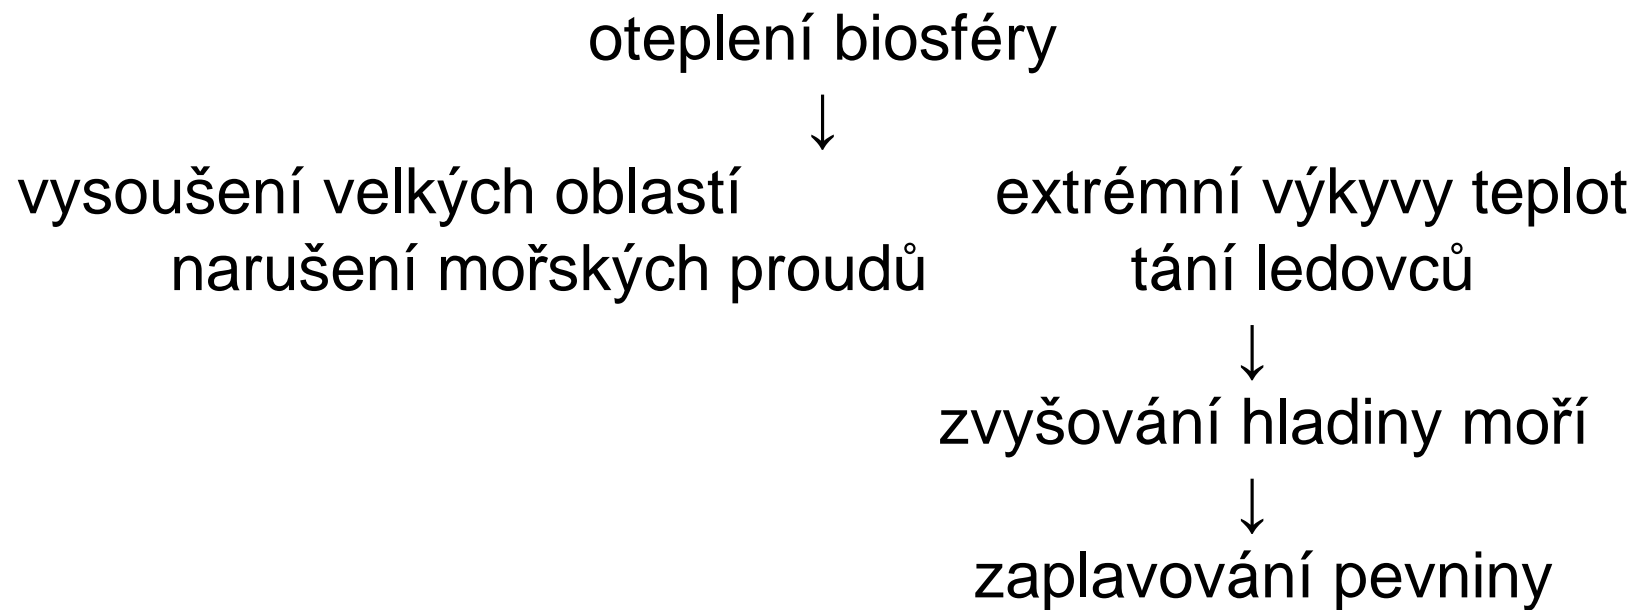 oteplení biosféry
↓
vysoušení velkých oblastí extrémní výkyvy teplot
narušení mořských proudů tání ledovců
↓
zvyšování hladiny moří
↓
zaplavování pevniny